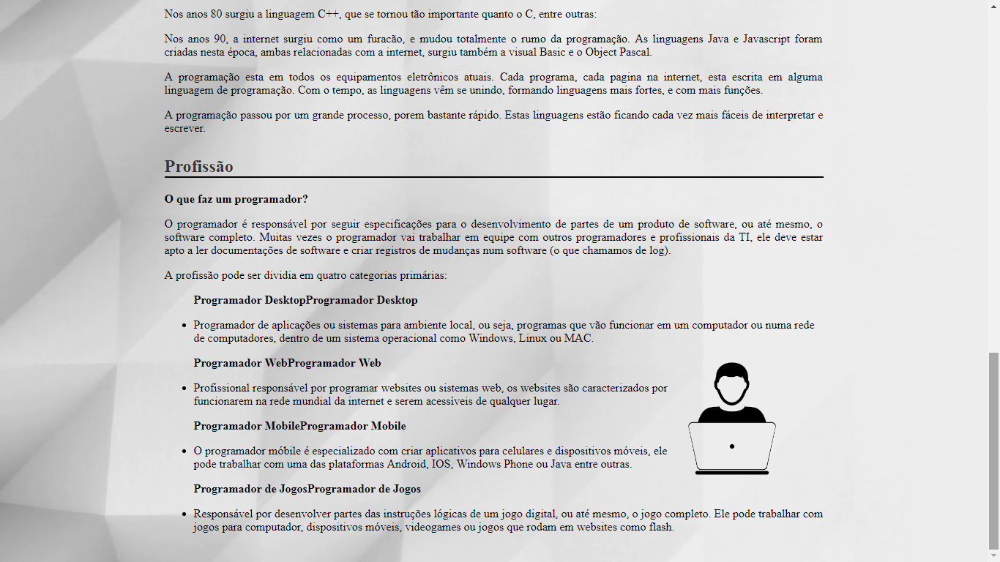 Nos anos 80 surgiu a linguagem C++, que se tornou tão importante quanto o C, entre outras:
Nos anos 90, a internet surgiu como um furacão, e mudou totalmente o rumo da programação. As linguagens Java e Javascript foram
criadas nesta época, ambas relacionadas com a internet, surgiu também a visual Basic e o Object Pascal.
A programação esta em todos os equipamentos eletrônicos atuais. Cada programa, cada pagina na internet, esta escrita em alguma
linguagem de programação. Com o tempo, as linguagens vêm se unindo, formando linguagens mais fortes, e com mais funções.
A programação passou por um grande processo, porem bastante rápido. Estas linguagens estão ficando cada vez mais fáceis de interpretar e
escrever.
Profissão
O que faz um programador?
O programador é responsável por seguir especificações para o desenvolvimento de partes de um produto de software, ou até mesmo, o
software completo. Muitas vezes o programador vai trabalhar em equipe com outros programadores e profissionais da TI, ele deve estar
apto a ler documentações de software e criar registros de mudanças num software (o que chamamos de log).
A profissão pode ser dividia em quatro categorias primárias:
Programador DesktopProgramador Desktop
• Programador de aplicações ou sistemas para ambiente local, ou seja, programas que vão funcionar em um computador ou numa rede
de computadores, dentro de um sistema operacional como Windows, Linux ou MAC.
Programador WebProgramador Web
• Profissional responsável por programar websites ou sistemas web, os websites são caracterizados por
funcionarem na rede mundial da internet e serem acessíveis de qualquer lugar.
Programador MobileProgramador Mobile
• O programador móbile é especializado com criar aplicativos para celulares e dispositivos móveis, ele
pode trabalhar com uma das plataformas Android, IOS, Windows Phone ou Java entre outras.
Programador de JogosProgramador de Jogos
• Responsável por desenvolver partes das instruções lógicas de um jogo digital, ou até mesmo, o jogo completo. Ele pode trabalhar com
jogos para computador, dispositivos móveis, videogames ou jogos que rodam em websites como flash.